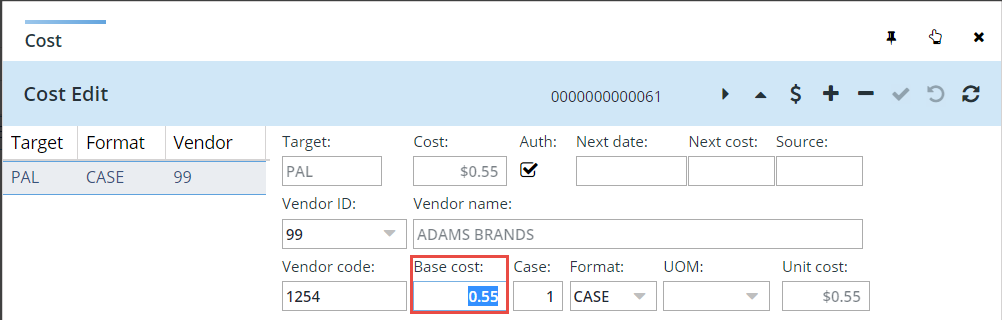 Cost
Cost Edit 0000000000061 $
Target Format Vendor
PAL CASE 99
Target: Cost: Auth: Next date: Next cost: Source:
PAL $0.55
Vendor ID: Vendor name:
99 ADAMS BRANDS
Vendor code: Base cost: Case: Format: UOM: Unit cost:
1254 0.55 1 CASE $0.55